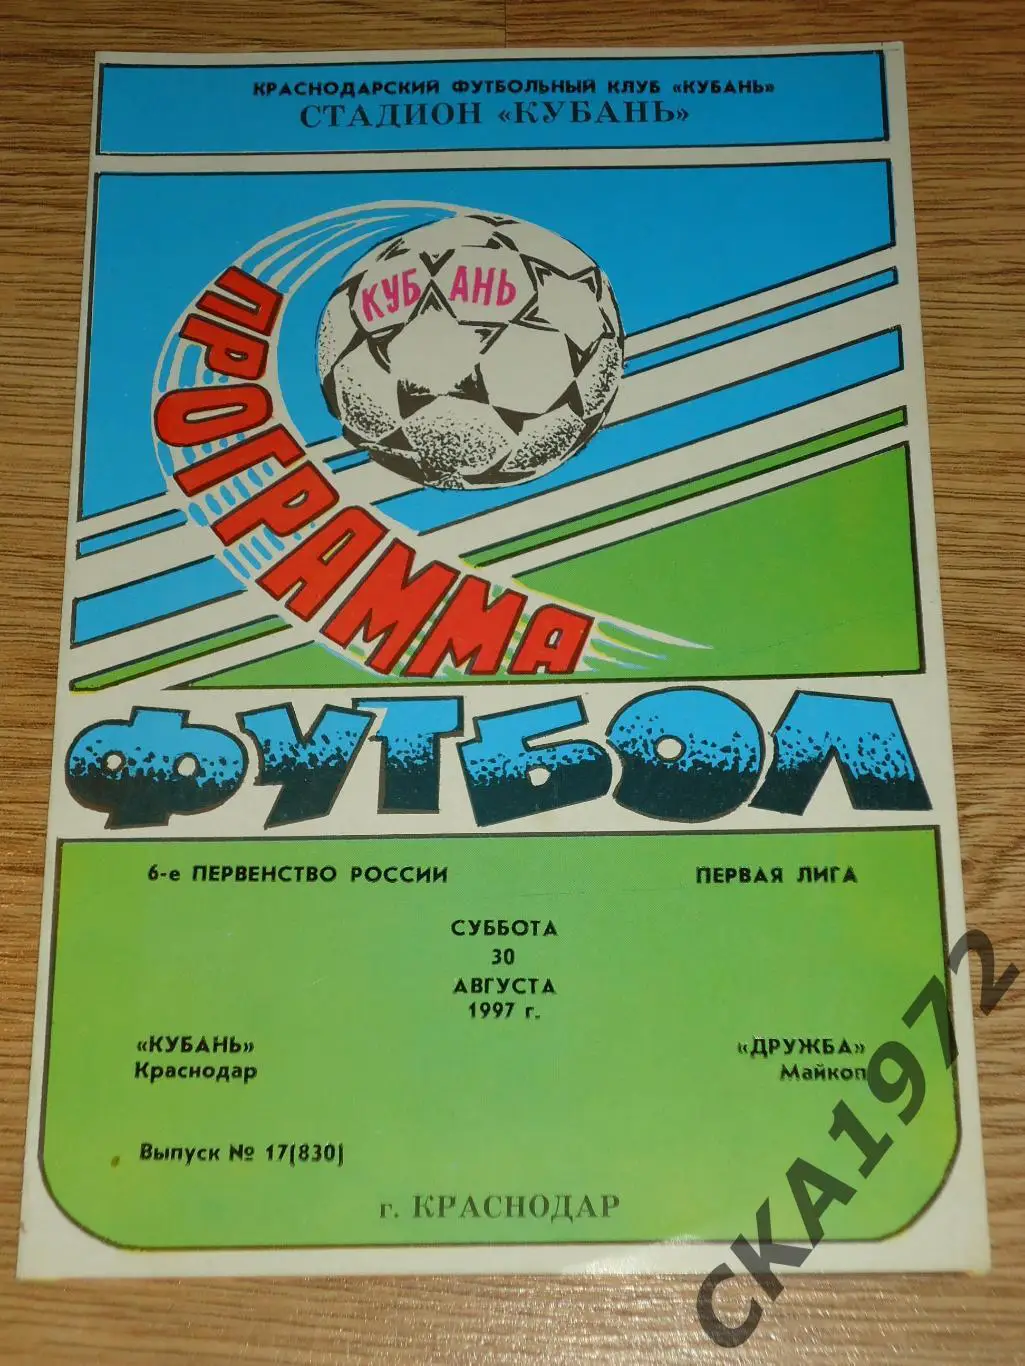 КРАСНОДАРСКИЙ ФУТБОЛЬНЫЙ КЛУБ «КУБАНЬ»
СТАДИОН «КУБАНЬ»
КУБАНЬ
ПРОГРАММА
ФУТБОЛ
6-е ПЕРВЕНСТВО РОССИИ ПЕРВАЯ ЛИГА
СУББОТА
30
АВГУСТА
1997 г.
«КУБАНЬ» «ДРУЖБА»
Краснодар Майкоп
Выпуск № 17(830)
г. КРАСНОДАР
СКА1972